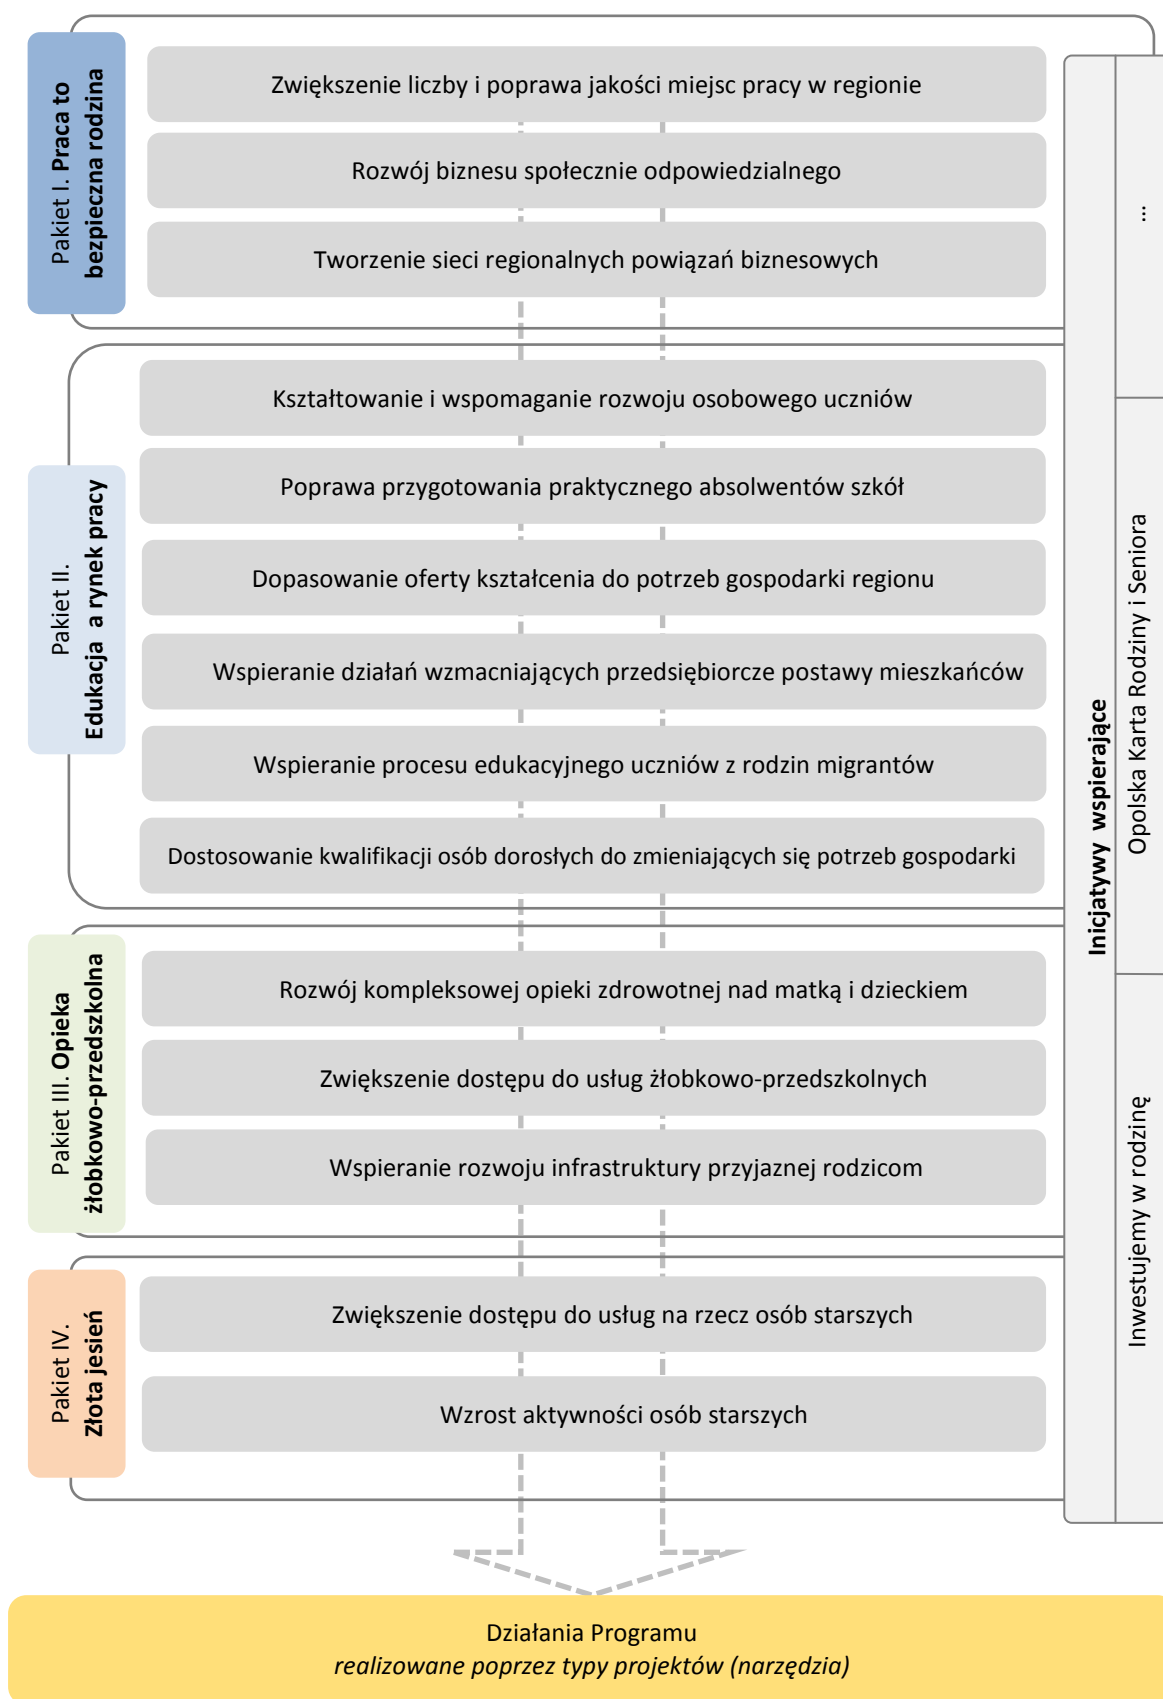 Pakiet I. Praca to
bezpieczna rodzina
Zwiększenie liczby i poprawa jakości miejsc pracy w regionie
Rozwój biznesu społecznie odpowiedzialnego
Tworzenie sieci regionalnych powiązań biznesowych
Pakiet II.
Edukacja a rynek pracy
Kształtowanie i wspomaganie rozwoju osobowego uczniów
Poprawa przygotowania praktycznego absolwentów szkół
Dopasowanie oferty kształcenia do potrzeb gospodarki regionu
Wspieranie działań wzmacniających przedsiębiorcze postawy mieszkańców
Wspieranie procesu edukacyjnego uczniów z rodzin migrantów
Dostosowanie kwalifikacji osób dorosłych do zmieniających się potrzeb gospodarki
Pakiet III. Opieka
żłobkowo-przedszkolna
Rozwój kompleksowej opieki zdrowotnej nad matką i dzieckiem
Zwiększenie dostępu do usług żłobkowo-przedszkolnych
Wspieranie rozwoju infrastruktury przyjaznej rodzicom
Pakiet IV.
Złota jesień
Zwiększenie dostępu do usług na rzecz osób starszych
Wzrost aktywności osób starszych
Inicjatywy wspierające
...
Opolska Karta Rodziny i Seniora
Inwestujemy w rodzinę
Działania Programu
realizowane poprzez typy projektów (narzędzia)